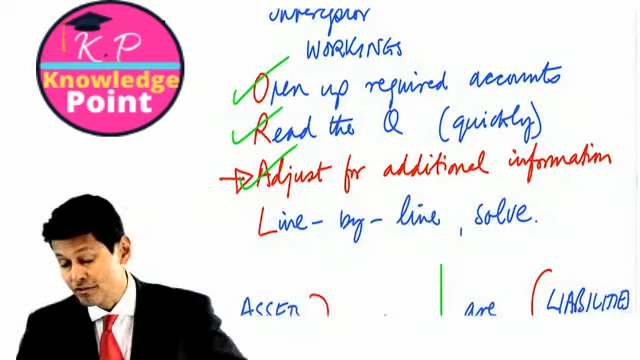 K.P
Knowledge
Point
WORKINGS
Open up required accounts
Read the Q (quickly)
Adjust for additional information
Line-by-line, solve.
are LIABILITIES